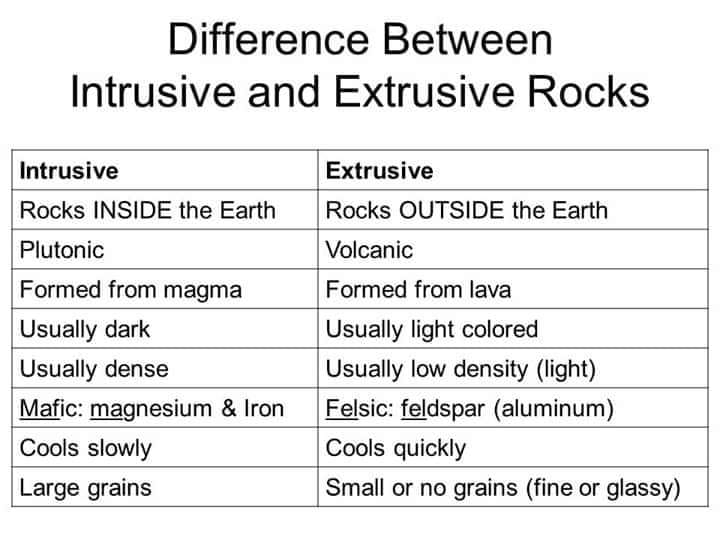 Difference Between
Intrusive and Extrusive Rocks
Intrusive Extrusive
Rocks INSIDE the Earth Rocks OUTSIDE the Earth
Plutonic Volcanic
Formed from magma Formed from lava
Usually dark Usually light colored
Usually dense Usually low density (light)
Mafic: magnesium & Iron Felsic: feldspar (aluminum)
Cools slowly Cools quickly
Large grains Small or no grains (fine or glassy)